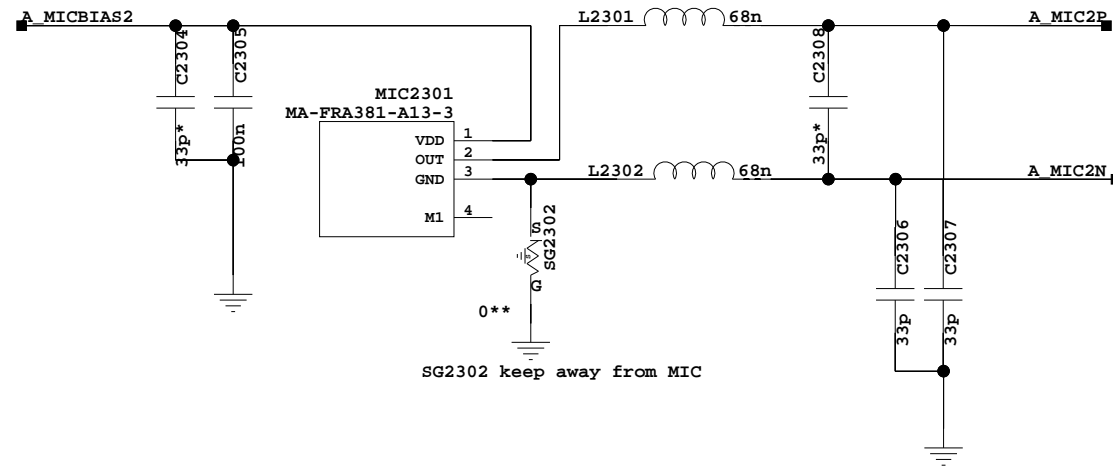 A_MICBIAS2
L2301
68n
A_MIC2P
C2304
C2305
C2308
MIC2301
MA-FRA381-A13-3
VDD 1
OUT 2
GND 3
M1 4
33p*
100n
33p*
L2302
68n
A_MIC2N
S
SG2302
G
0**
C2306
C2307
33p
33p
SG2302 keep away from MIC